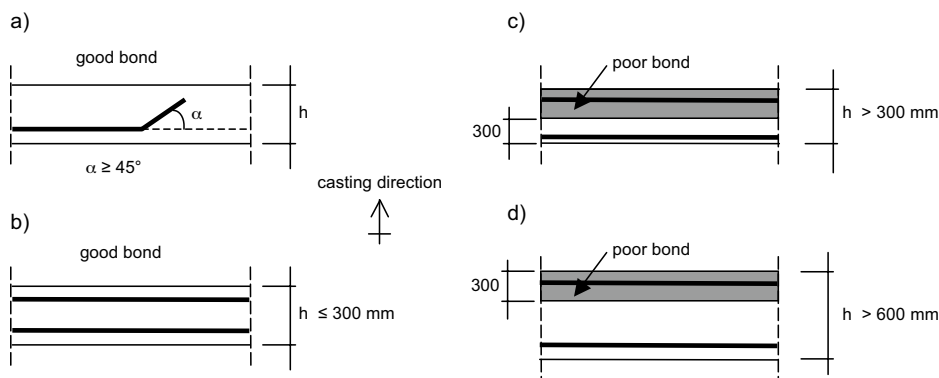 a)
good bond
α
h
α ≥ 45°
b)
good bond
h ≤ 300 mm
casting direction
c)
poor bond
300
h > 300 mm
d)
poor bond
300
h > 600 mm